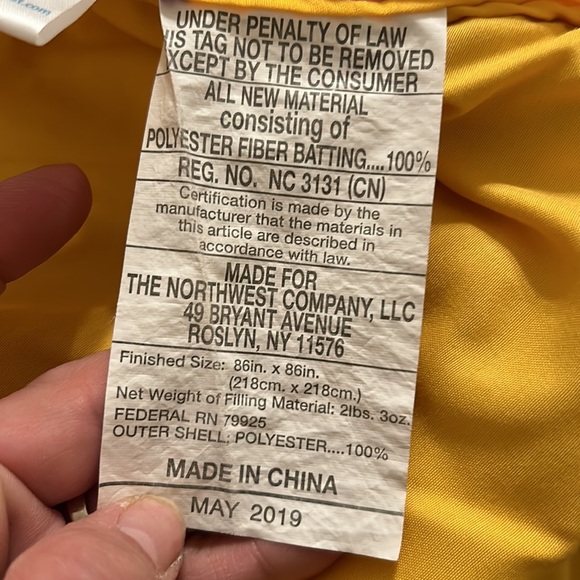 st.com
UNDER PENALTY OF LAW
IS TAG NOT TO BE REMOVED
XCEPT BY THE CONSUMER
ALL NEW MATERIAL
consisting of
POLYESTER FIBER BATTING....100%
REG. NO. NC 3131 (CN)
Certification is made by the
manufacturer that the materials in
this article are described in
accordance with law.
MADE FOR
THE NORTHWEST COMPANY, LLC
49 BRYANT AVENUE
ROSLYN, NY 11576
Finished Size: 86in. x 86in.
(218cm. x 218cm.)
Net Weight of Filling Material: 2lbs. 3oz.
FEDERAL RN 79925
OUTER SHELL; POLYESTER....100%
MADE IN CHINA
MAY 2019